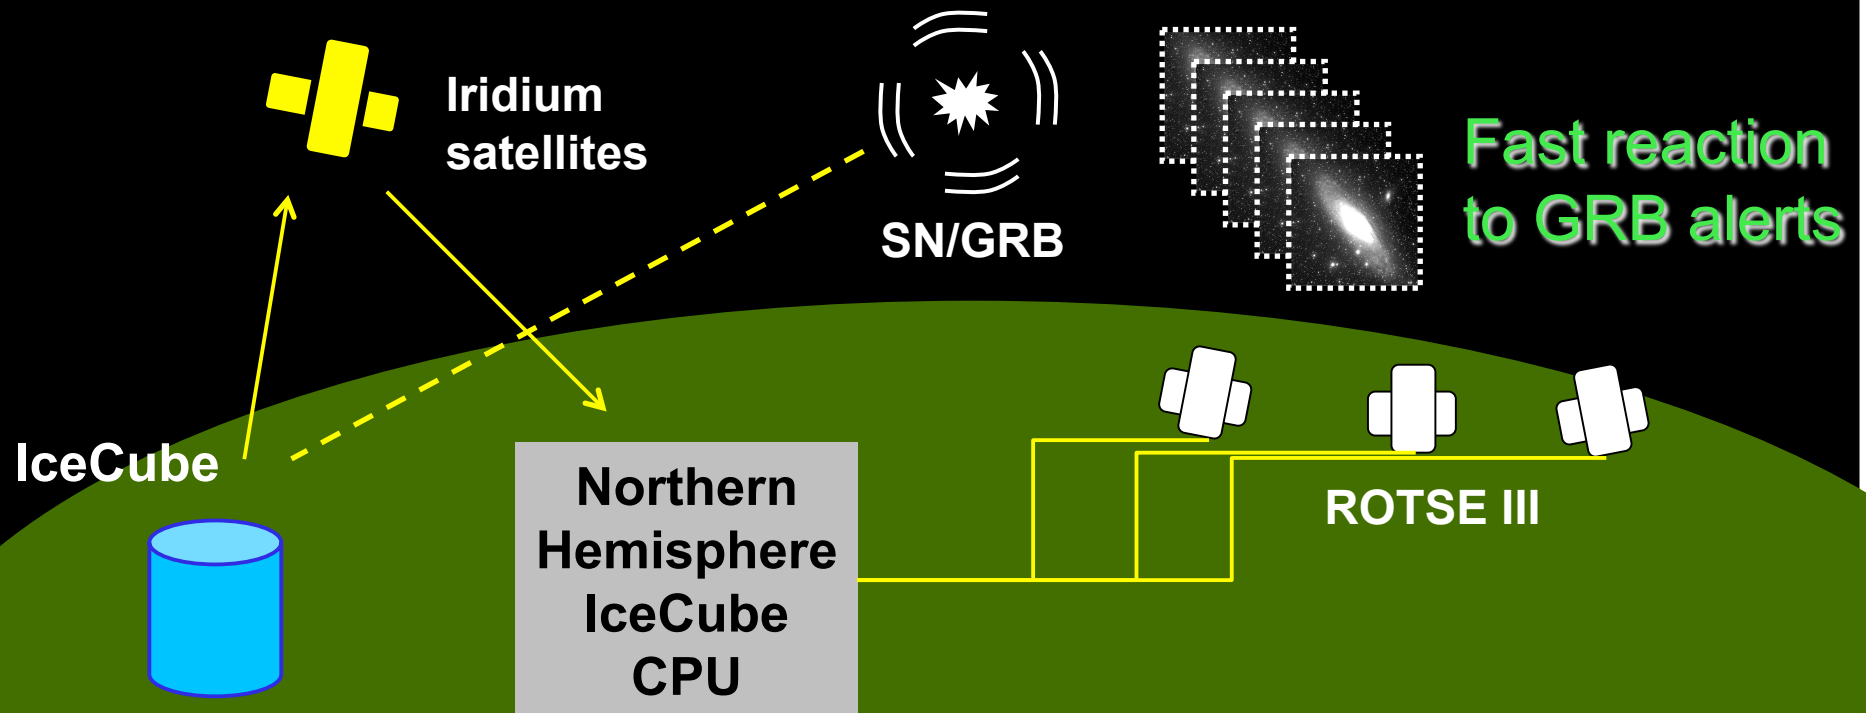 Iridium
satellites
SN/GRB
Fast reaction
to GRB alerts
IceCube
Northern
Hemisphere
IceCube
CPU
ROTSE III